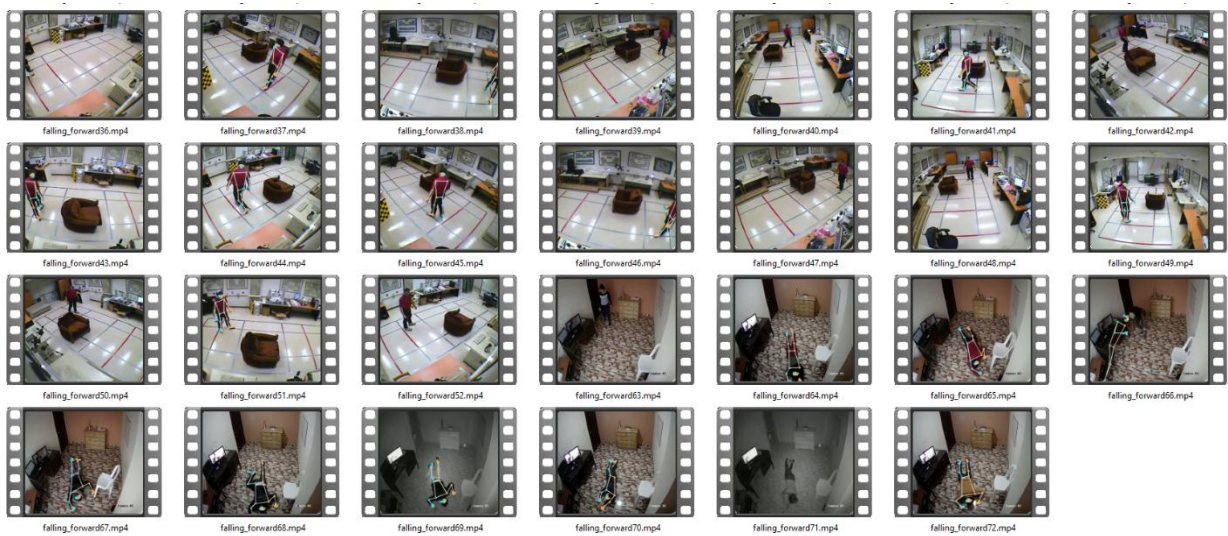 falling_forward36.mp4 falling_forward37.mp4 falling_forward38.mp4 falling_forward39.mp4 falling_forward40.mp4 falling_forward41.mp4 falling_forward42.mp4
falling_forward43.mp4 falling_forward44.mp4 falling_forward45.mp4 falling_forward46.mp4 falling_forward47.mp4 falling_forward48.mp4 falling_forward49.mp4
falling_forward50.mp4 falling_forward51.mp4 falling_forward52.mp4 falling_forward63.mp4 falling_forward64.mp4 falling_forward65.mp4 falling_forward66.mp4
falling_forward67.mp4 falling_forward68.mp4 falling_forward69.mp4 falling_forward70.mp4 falling_forward71.mp4 falling_forward72.mp4